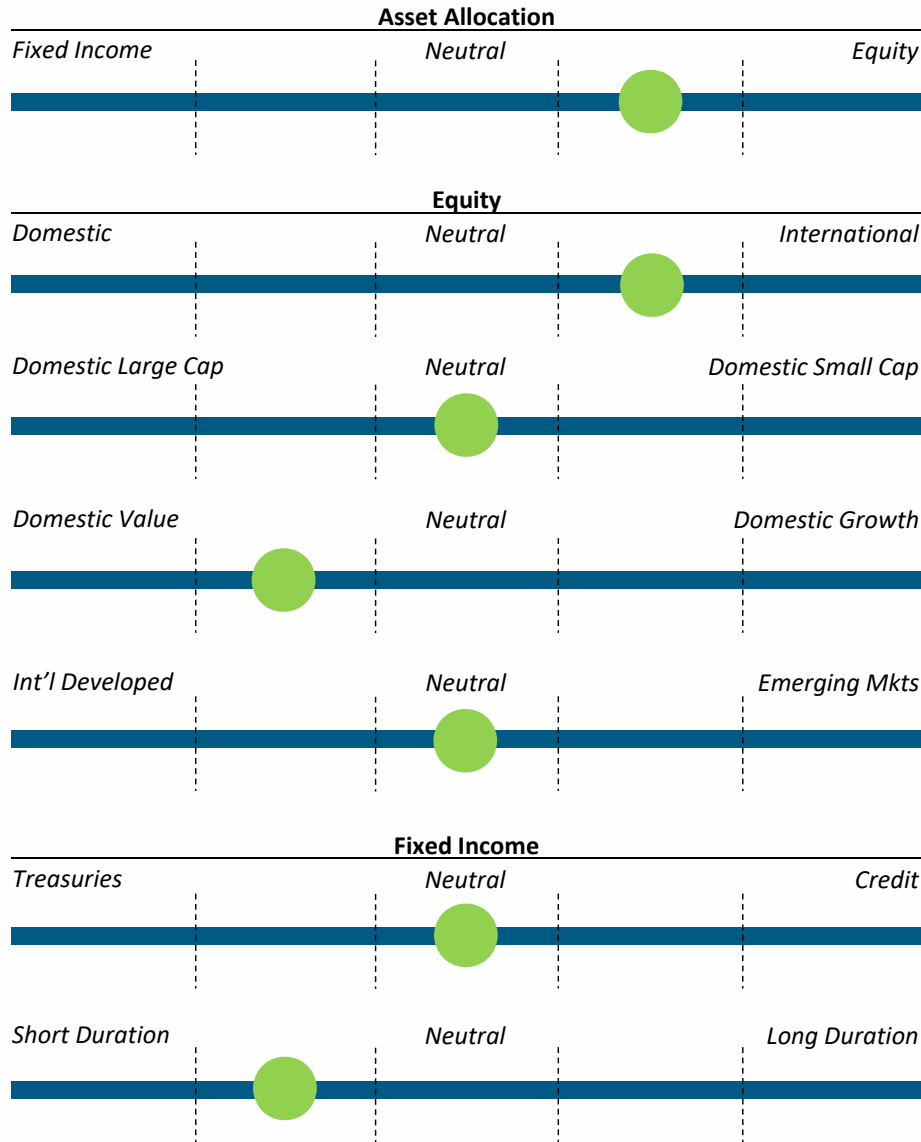 Asset Allocation
Fixed Income Neutral Equity
Equity
Domestic Neutral International
Domestic Large Cap Neutral Domestic Small Cap
Domestic Value Neutral Domestic Growth
Int’l Developed Neutral Emerging Mkts
Fixed Income
Treasuries Neutral Credit
Short Duration Neutral Long Duration